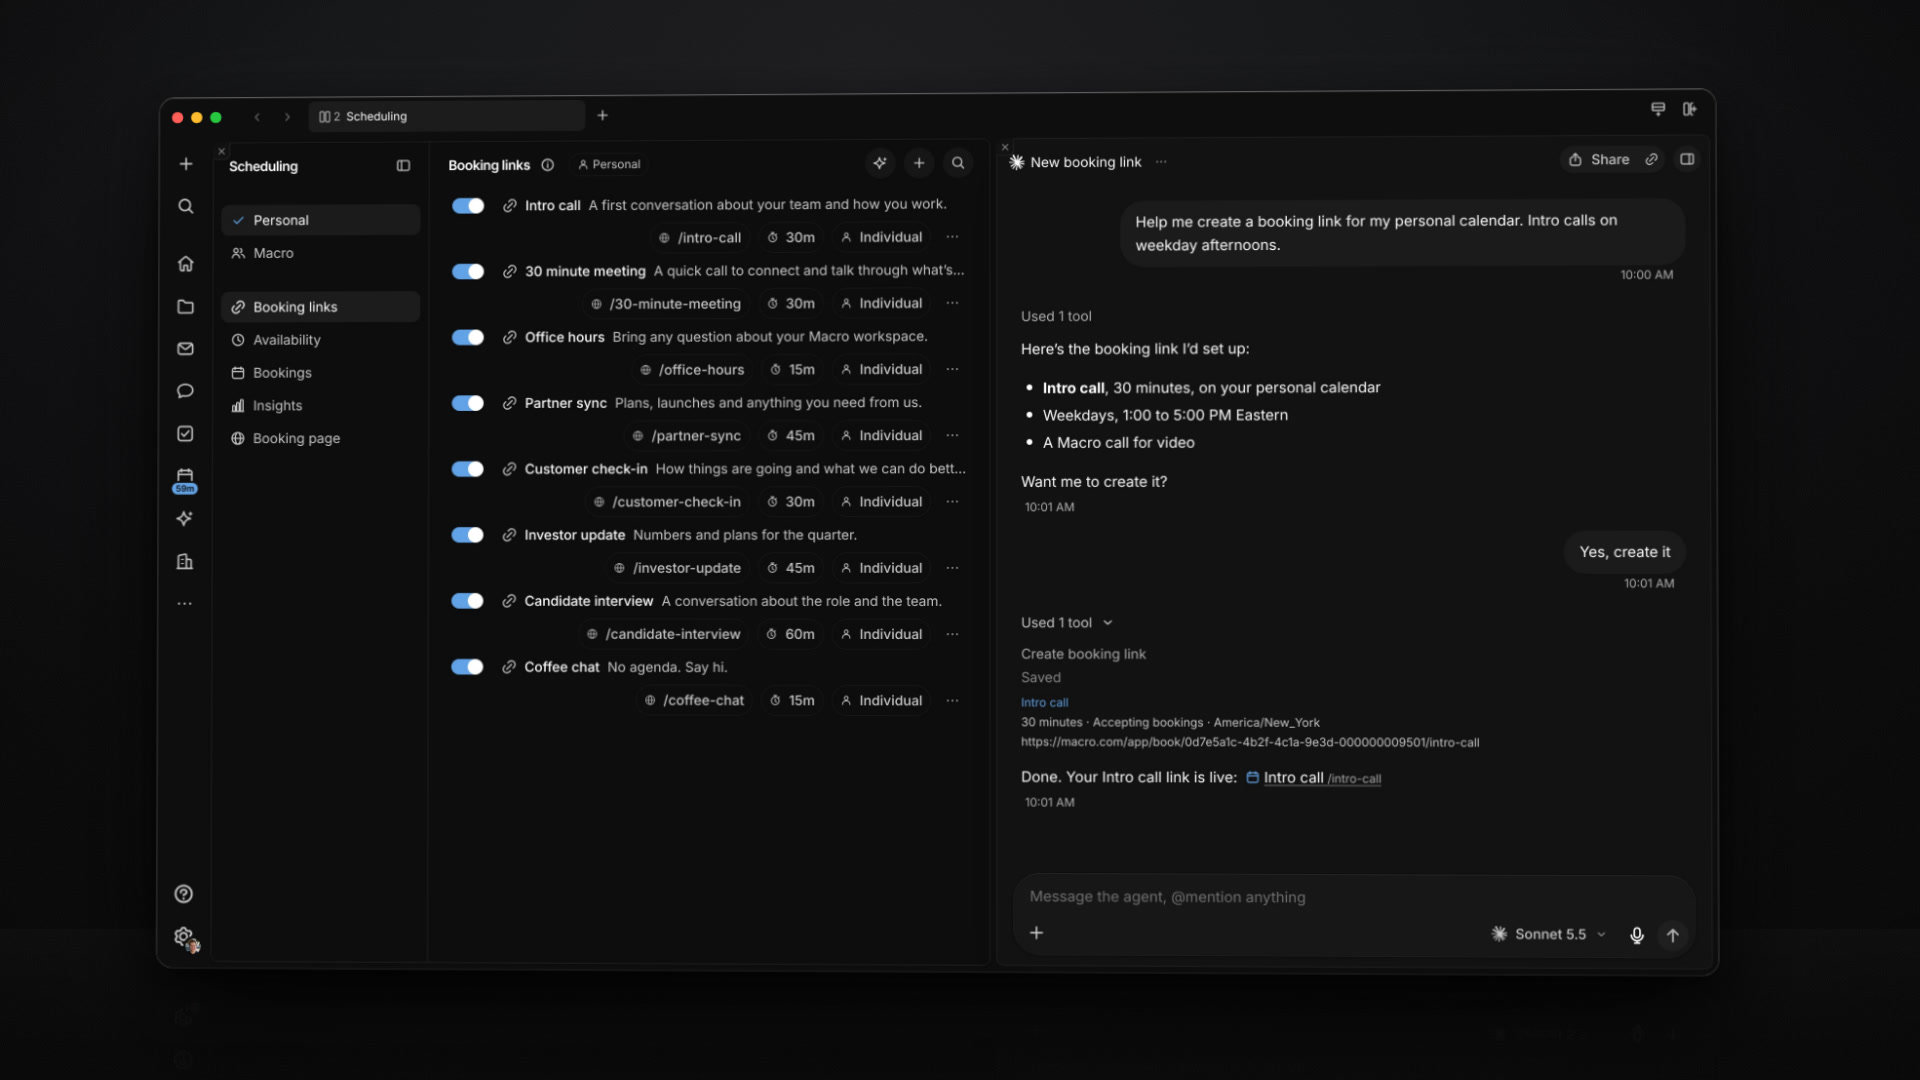 2 Scheduling
Scheduling
Personal
Macro
Booking links
Availability
Bookings
Insights
Booking page
59m
Booking links Personal
Intro call A first conversation about your team and how you work.
/intro-call 30m Individual
30 minute meeting A quick call to connect and talk through what's...
/30-minute-meeting 30m Individual
Office hours Bring any question about your Macro workspace.
/office-hours 15m Individual
Partner sync Plans, launches and anything you need from us.
/partner-sync 45m Individual
Customer check-in How things are going and what we can do bett...
/customer-check-in 30m Individual
Investor update Numbers and plans for the quarter.
/investor-update 45m Individual
Candidate interview A conversation about the role and the team.
/candidate-interview 60m Individual
Coffee chat No agenda. Say hi.
/coffee-chat 15m Individual
New booking link ...
Share
Help me create a booking link for my personal calendar. Intro calls on
weekday afternoons.
10:00 AM
Used 1 tool
Here's the booking link I'd set up:
• Intro call, 30 minutes, on your personal calendar
• Weekdays, 1:00 to 5:00 PM Eastern
• A Macro call for video
Want me to create it?
10:01 AM
Yes, create it
10:01 AM
Used 1 tool
Create booking link
Saved
Intro call
30 minutes · Accepting bookings · America/New_York
https://macro.com/app/book/0d7e5a1c-4b2f-4c1a-9e3d-000000009501/intro-call
Done. Your Intro call link is live: Intro call /intro-call
10:01 AM
Message the agent, @mention anything
Sonnet 5.5